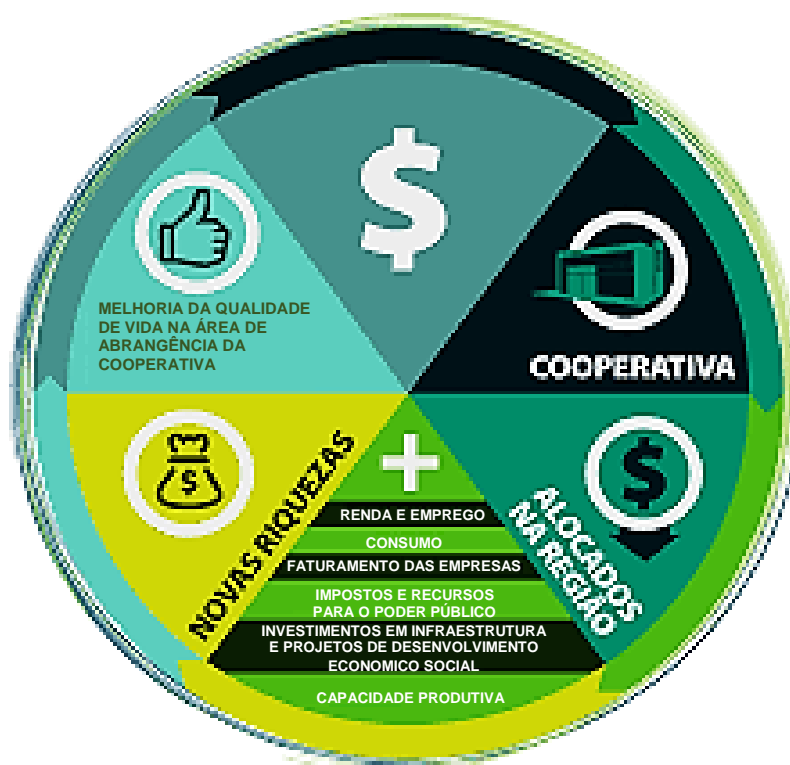 $
MELHORIA DA QUALIDADE
DE VIDA NA ÁREA DE
ABRANGÊNCIA DA
COOPERATIVA
COOPERATIVA
$
NOVAS RIQUEZAS
+
RENDA E EMPREGO
CONSUMO
FATURAMENTO DAS EMPRESAS
IMPOSTOS E RECURSOS
PARA O PODER PÚBLICO
INVESTIMENTOS EM INFRAESTRUTURA
E PROJETOS DE DESENVOLVIMENTO
ECONOMICO SOCIAL
CAPACIDADE PRODUTIVA
$
ALOCADOS
NA REGIÃO